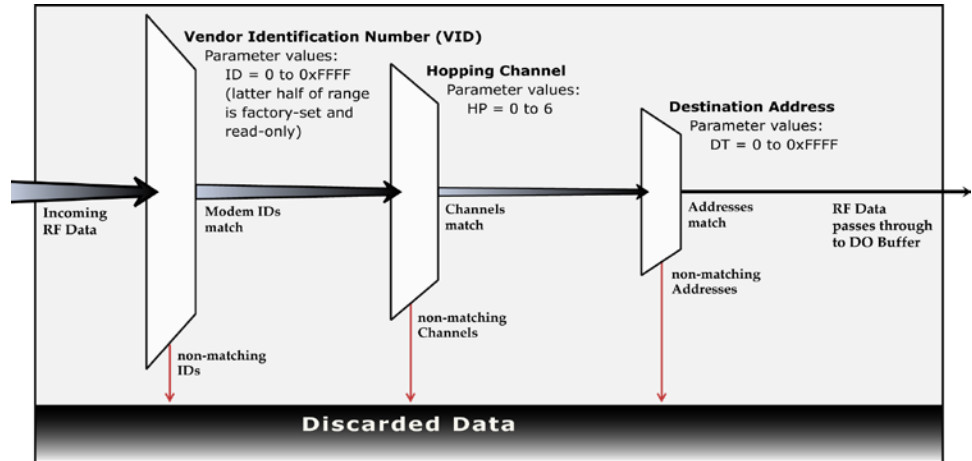 Vendor Identification Number (VID)
Parameter values:
ID = 0 to 0xFFFF
(latter half of range
is factory-set and
read-only)
Hopping Channel
Parameter values:
HP = 0 to 6
Destination Address
Parameter values:
DT = 0 to 0xFFFF
Incoming
RF Data
Modem IDs
match
Channels
match
Addresses
match
RF Data
passes through
to DO Buffer
non-matching
IDs
non-matching
Channels
non-matching
Addresses
Discarded Data